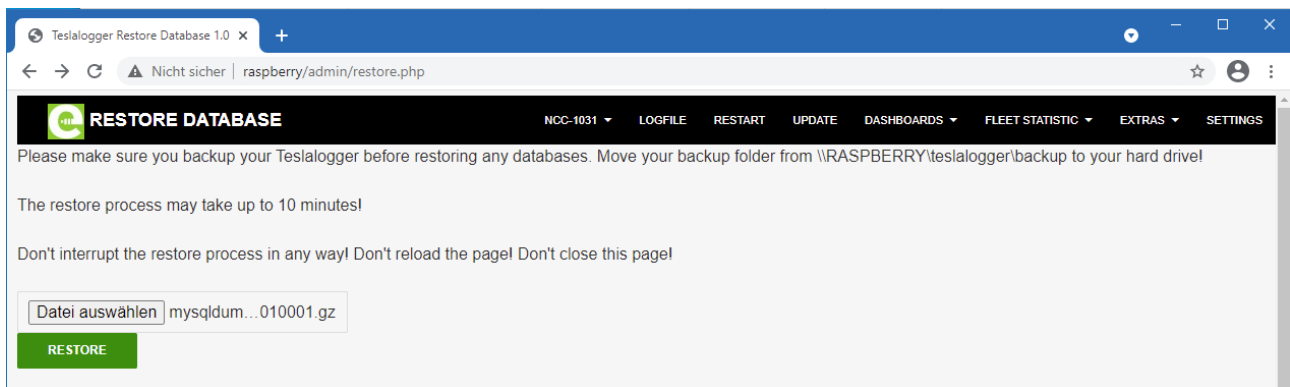 Teslalogger Restore Database 1.0
Nicht sicher raspberry/admin/restore.php
RESTORE DATABASE NCC-1031 LOGFILE RESTART UPDATE DASHBOARDS FLEET STATISTIC EXTRAS SETTINGS
Please make sure you backup your Teslalogger before restoring any databases. Move your backup folder from \\RASPBERRY\teslalogger\backup to your hard drive!
The restore process may take up to 10 minutes!
Don't interrupt the restore process in any way! Don't reload the page! Don't close this page!
Datei auswählen mysqldum…010001.gz
RESTORE